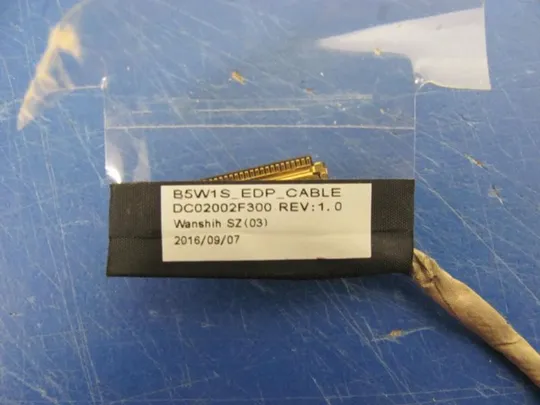 B5W1S_EDP_CABLE
DC02002F300 REV:1.0
Wanshih SZ(03)
2016/09/07